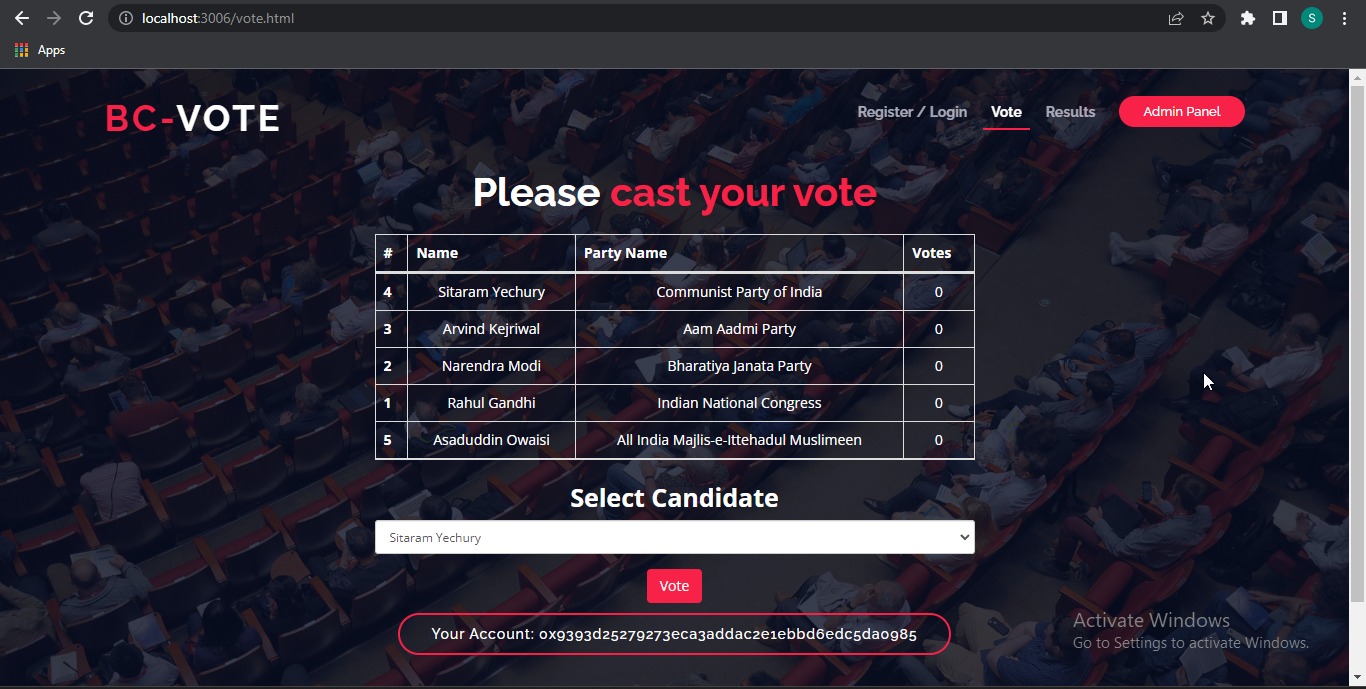 localhost:3006/vote.html
S
Apps
BC-VOTE
Register / Login Vote Results Admin Panel
Please cast your vote
# Name Party Name Votes
4 Sitaram Yechury Communist Party of India 0
3 Arvind Kejriwal Aam Aadmi Party 0
2 Narendra Modi Bharatiya Janata Party 0
1 Rahul Gandhi Indian National Congress 0
5 Asaduddin Owaisi All India Majlis-e-Ittehadul Muslimeen 0
Select Candidate
Sitaram Yechury
Vote
Your Account: 0x9393d25279273eca3addac2e1ebbd6edc5da0985
Activate Windows
Go to Settings to activate Windows.